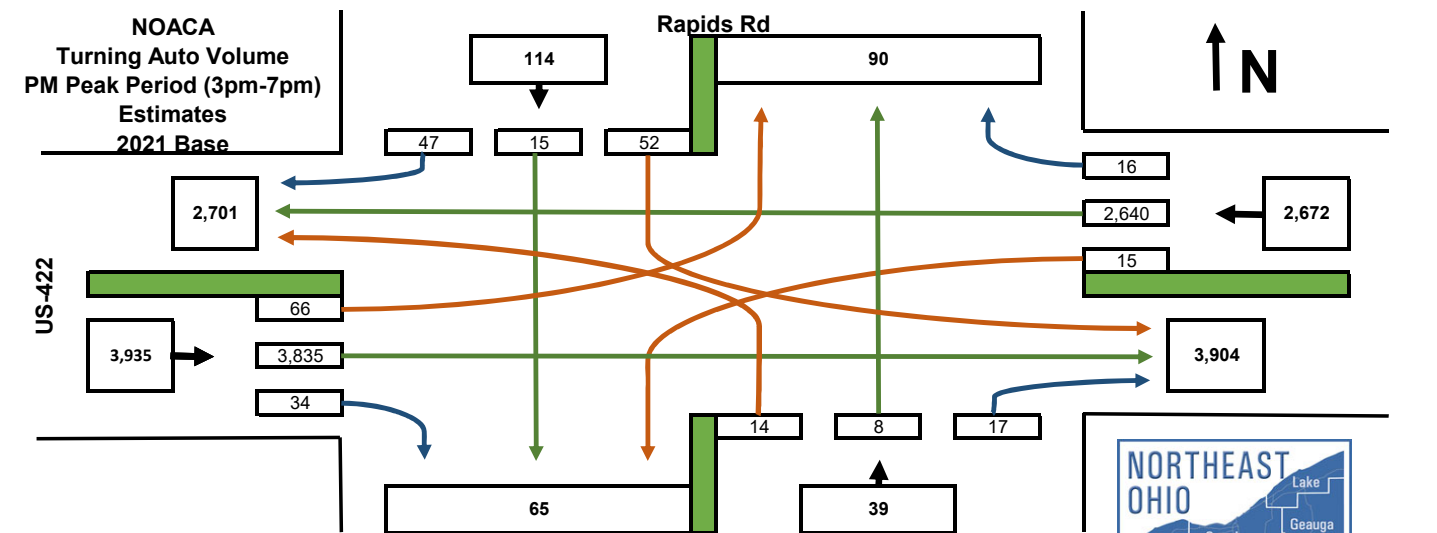 NOACA
Turning Auto Volume
PM Peak Period (3pm-7pm)
Estimates
2021 Base
Rapids Rd
N
114
90
47
15
52
16
2,701
2,640
2,672
15
US-422
66
3,935
3,835
3,904
34
14
8
17
65
39
NORTHEAST
OHIO
Lake
Geauga